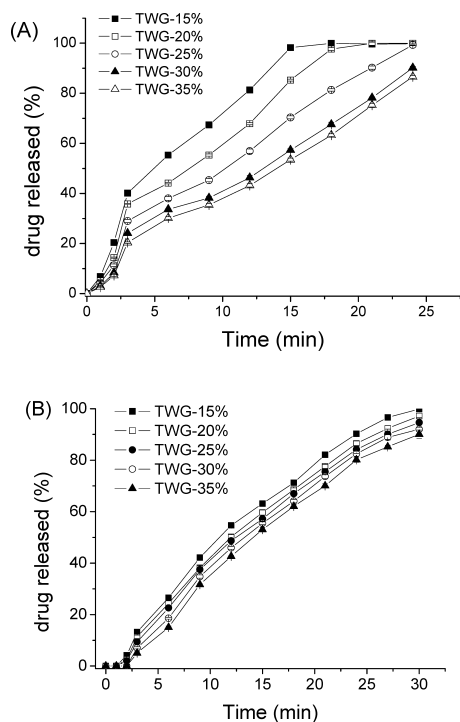 (A)
TWG-15%
TWG-20%
TWG-25%
TWG-30%
TWG-35%
100
80
60
40
20
0
drug released (%)
0 5 10 15 20 25
Time (min)
(B)
TWG-15%
TWG-20%
TWG-25%
TWG-30%
TWG-35%
100
80
60
40
20
0
drug released (%)
0 5 10 15 20 25 30
Time (min)